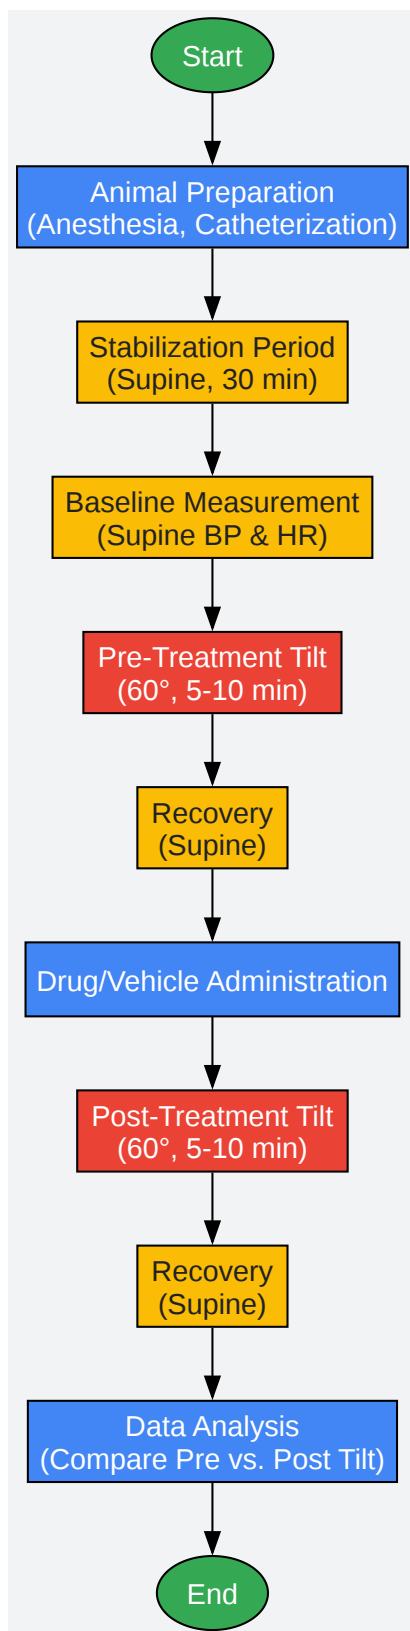 Start
Animal Preparation
(Anesthesia, Catheterization)
Stabilization Period
(Supine, 30 min)
Baseline Measurement
(Supine BP & HR)
Pre-Treatment Tilt
(60°, 5-10 min)
Recovery
(Supine)
Drug/Vehicle Administration
Post-Treatment Tilt
(60°, 5-10 min)
Recovery
(Supine)
Data Analysis
(Compare Pre vs. Post Tilt)
End